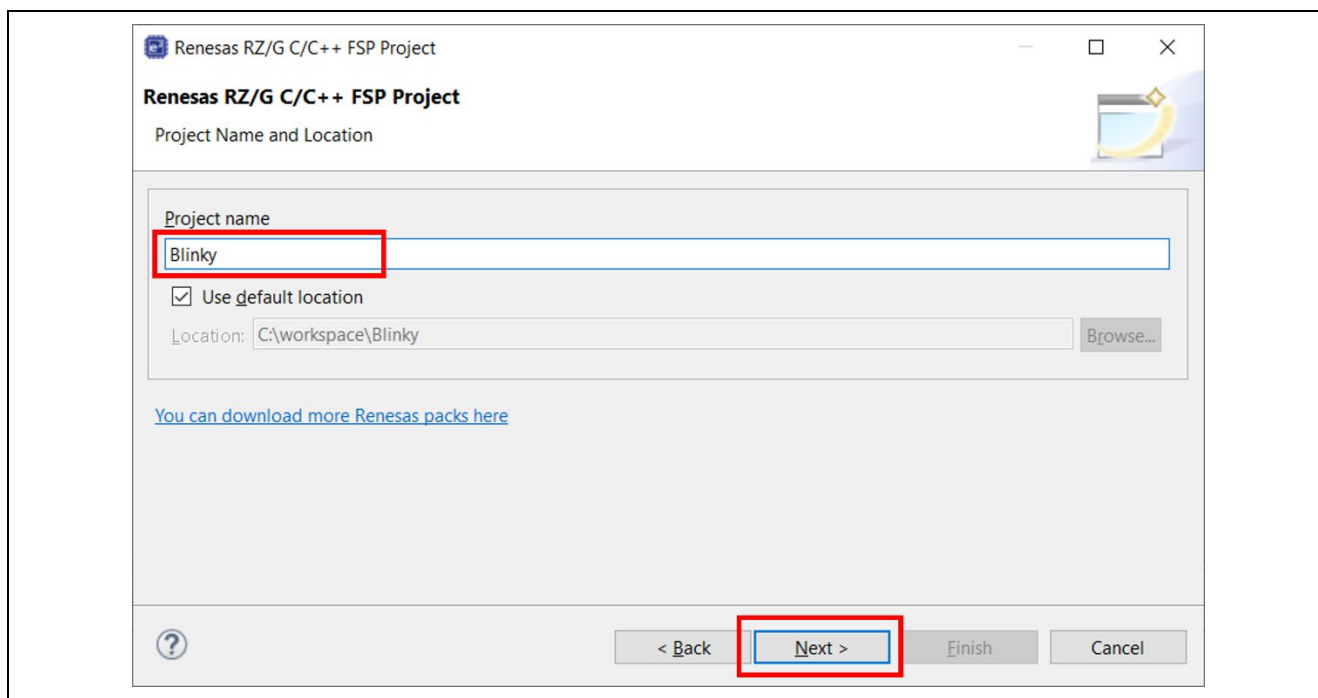 Renesas RZ/G C/C++ FSP Project
Renesas RZ/G C/C++ FSP Project
Project Name and Location
Project name
Blinky
Use default location
Location: C:\workspace\Blinky Browse...
You can download more Renesas packs here
? < Back Next > Finish Cancel